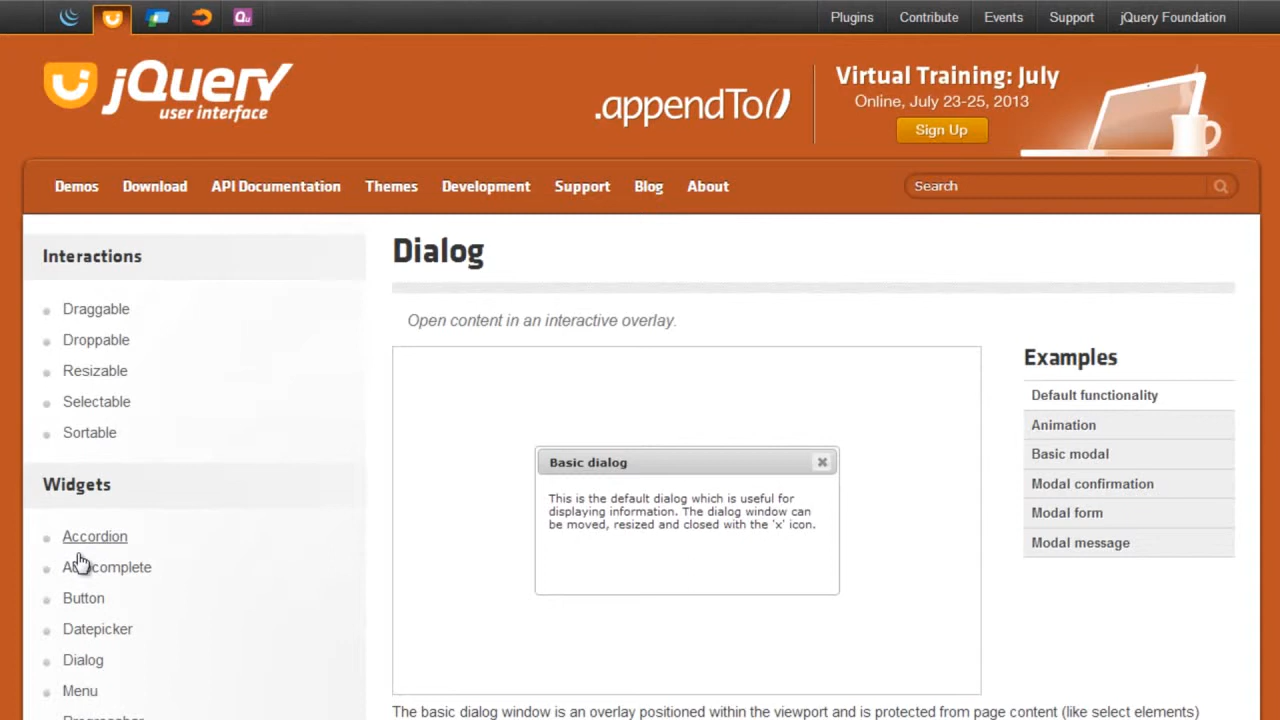 Qu
Plugins
Contribute
Events
Support
jQuery Foundation
jQuery
user interface
.appendTo()
Virtual Training: July
Online, July 23-25, 2013
Sign Up
Demos
Download
API Documentation
Themes
Development
Support
Blog
About
Search
Interactions
Draggable
Droppable
Resizable
Selectable
Sortable
Widgets
Accordion
Button
Datepicker
Dialog
Menu
Dialog
Open content in an interactive overlay.
Basic dialog
This is the default dialog which is useful for
displaying information. The dialog window can
be moved, resized and closed with the 'x' icon.
Examples
Default functionality
Animation
Basic modal
Modal confirmation
Modal form
Modal message
The basic dialog window is an overlay positioned within the viewport and is protected from page content (like select elements)